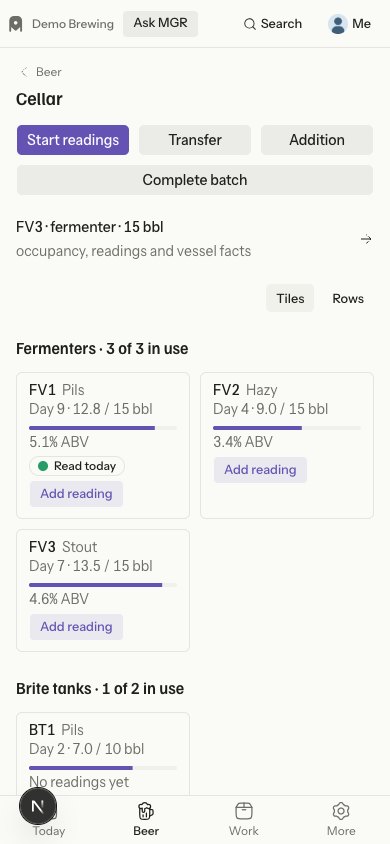 Demo Brewing
Ask MGR
Search
Me
Beer
Cellar
Start readings
Transfer
Addition
Complete batch
FV3 · fermenter · 15 bbl
occupancy, readings and vessel facts
Tiles
Rows
Fermenters · 3 of 3 in use
FV1 Pils
Day 9 · 12.8 / 15 bbl
5.1% ABV
Read today
Add reading
FV2 Hazy
Day 4 · 9.0 / 15 bbl
3.4% ABV
Add reading
FV3 Stout
Day 7 · 13.5 / 15 bbl
4.6% ABV
Add reading
Brite tanks · 1 of 2 in use
BT1 Pils
Day 2 · 7.0 / 10 bbl
No readings yet
N
Today
Beer
Work
More